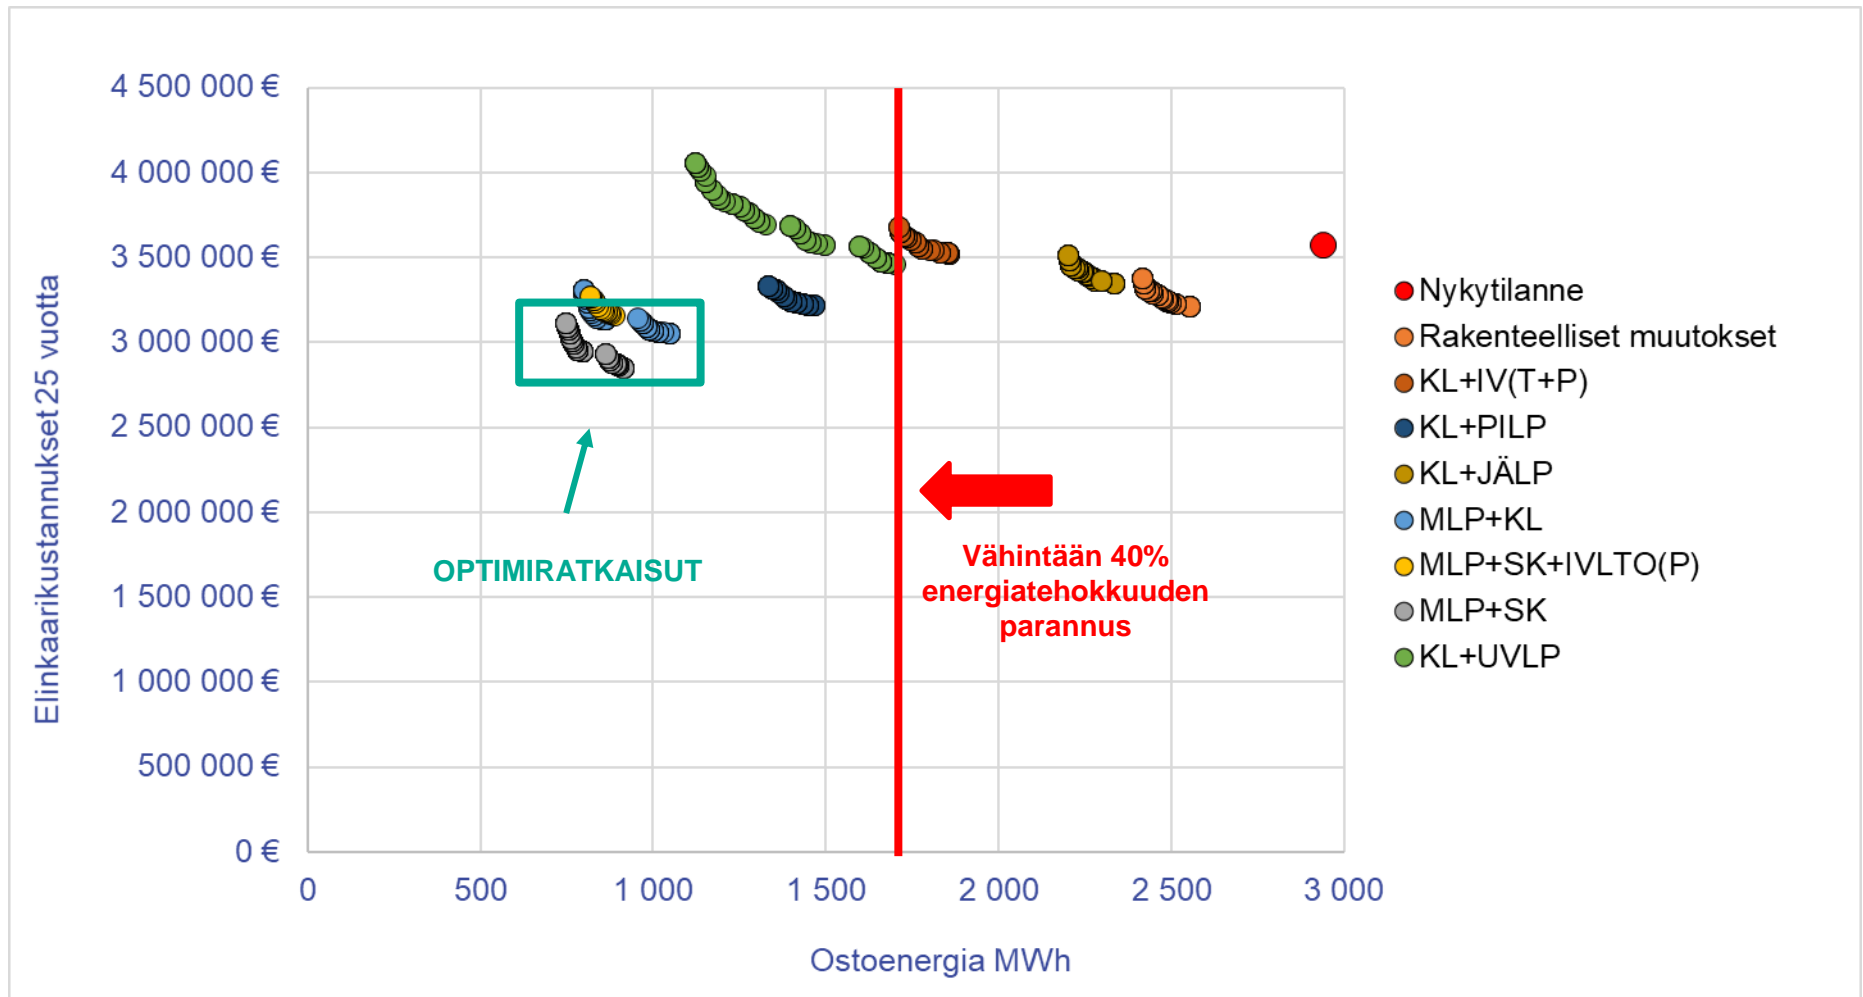 Elinkaarikustannukset 25 vuotta
4 500 000 €
4 000 000 €
3 500 000 €
3 000 000 €
2 500 000 €
2 000 000 €
1 500 000 €
1 000 000 €
500 000 €
0 €
0
500
1 000
1 500
2 000
2 500
3 000
Ostoenergia MWh
OPTIMIRATKAISUT
Vähintään 40%
energiatehokkuuden
parannus
Nykytilanne
Rakenteelliset muutokset
KL+IV(T+P)
KL+PILP
KL+JÄLP
MLP+KL
MLP+SK+IVLTO(P)
MLP+SK
KL+UVLP